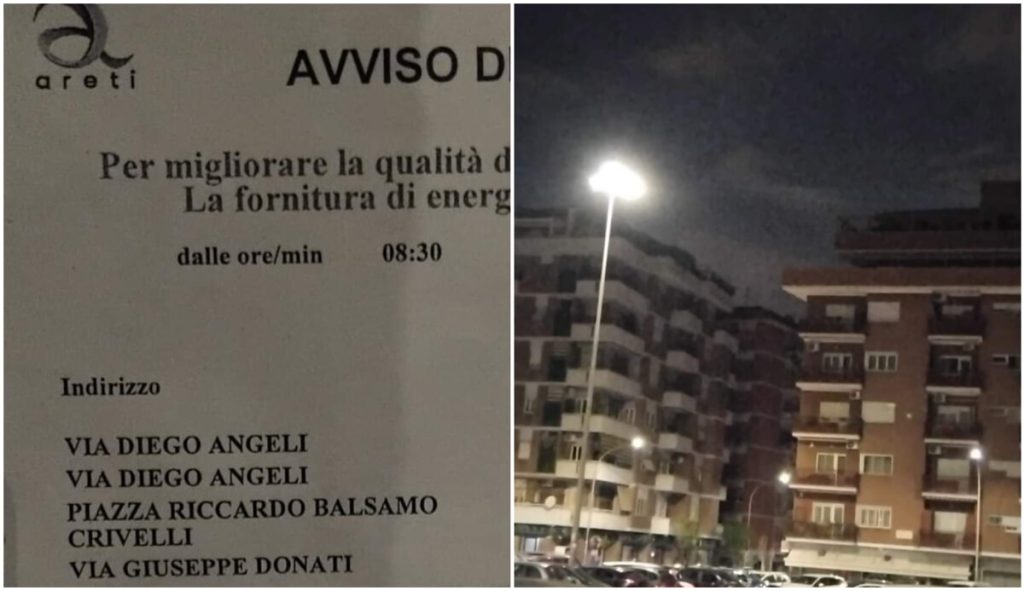 areti
AVVISO DI
Per migliorare la qualità d
La fornitura di energ
dalle ore/min 08:30
Indirizzo
VIA DIEGO ANGELI
VIA DIEGO ANGELI
PIAZZA RICCARDO BALSAMO
CRIVELLI
VIA GIUSEPPE DONATI